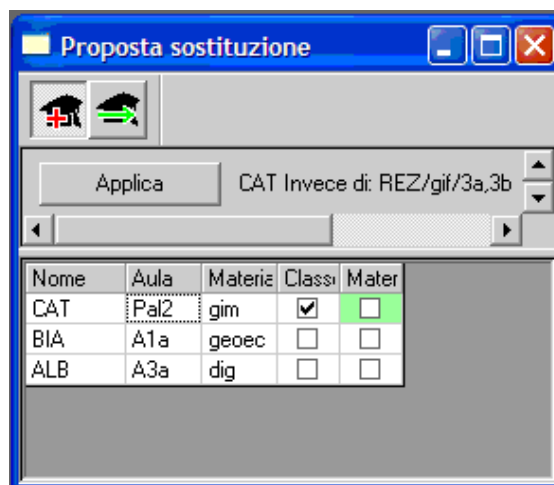 Proposta sostituzione
Applica CAT Invece di: REZ/gif/3a,3b
Nome Aula Materia Class Mater
CAT Pal2 gim
BIA A1a geoec
ALB A3a dig